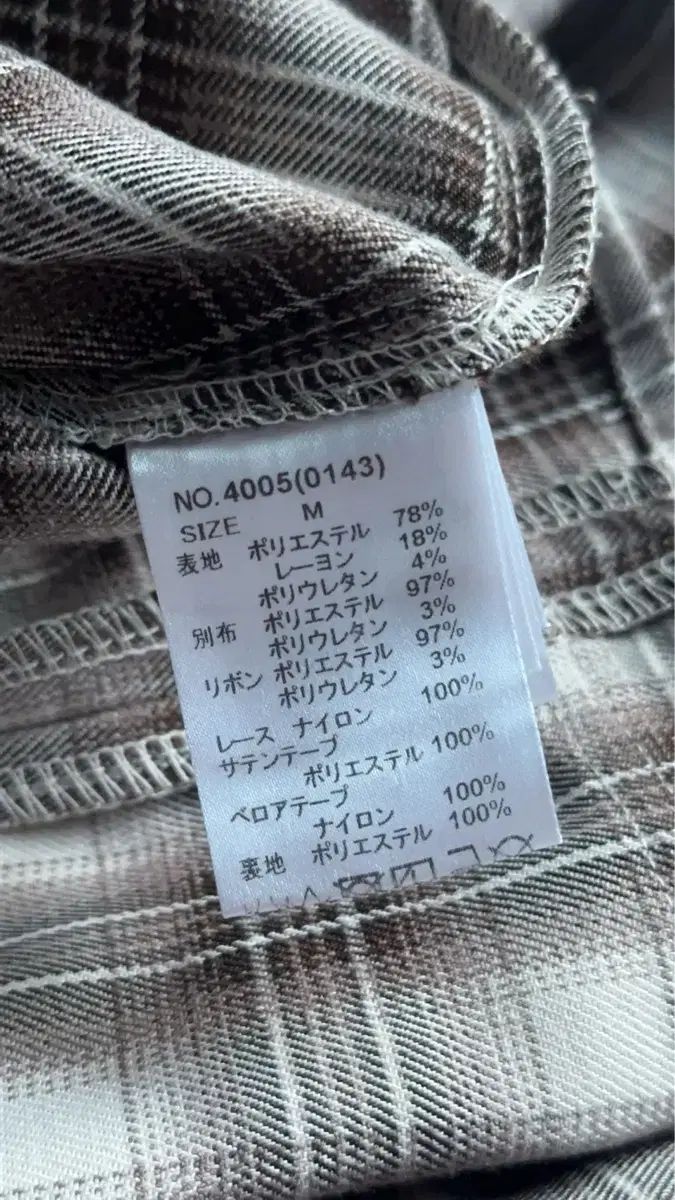 NO.4005(0143)
SIZE M
表地 ポリエステル 78%
レーヨン 18%
ポリウレタン 4%
別布 ポリエステル 97%
ポリウレタン 3%
リボン ポリエステル 97%
ポリウレタン 3%
レース ナイロン 100%
サテンテープ
ポリエステル 100%
ベロアテープ
ナイロン 100%
裏地 ポリエステル 100%